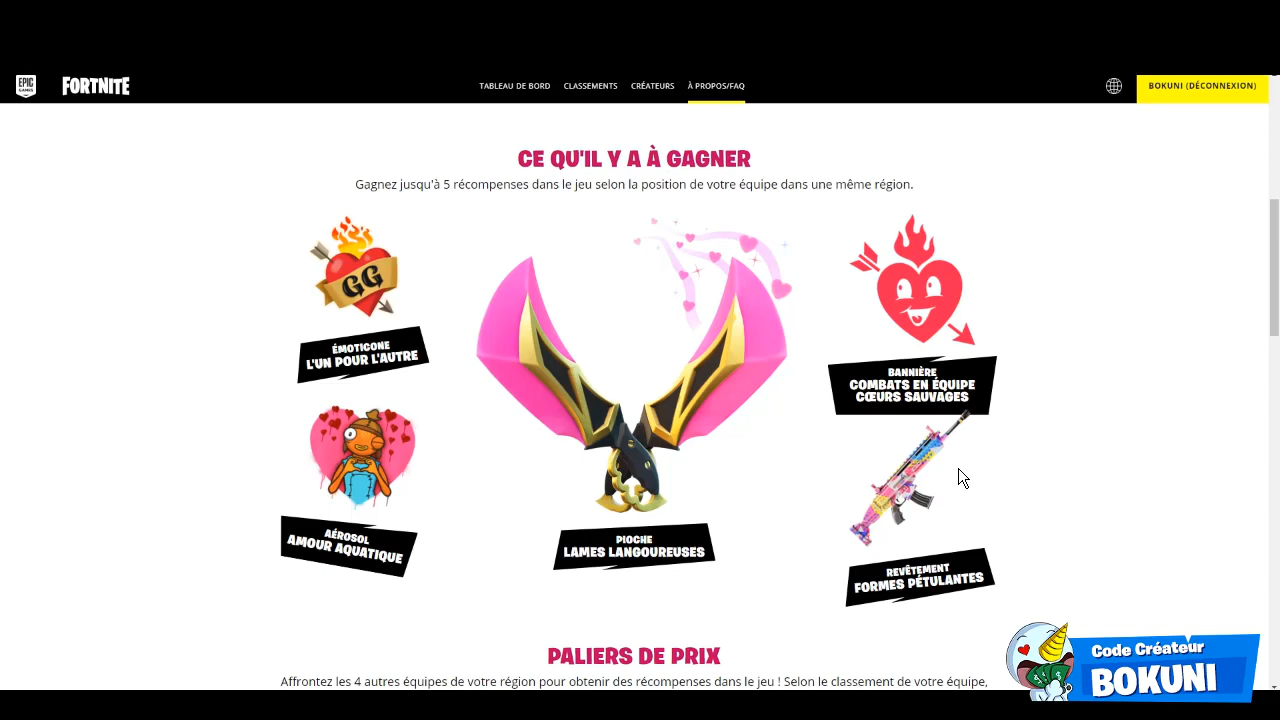 EPIC
GAMES
FORTNITE
TABLEAU DE BORD
CLASSEMENTS
CRÉATEURS
À PROPOS/FAQ
BOKUNI (DÉCONNEXION)
CE QU'IL Y A À GAGNER
Gagnez jusqu'à 5 récompenses dans le jeu selon la position de votre équipe dans une même région.
GG
ÉMOTICONE
L'UN POUR L'AUTRE
AÉROSOL
AMOUR AQUATIQUE
PIOCHE
LAMES LANGOUREUSES
BANNIÈRE
COMBATS EN ÉQUIPE
CŒURS SAUVAGES
REVÊTEMENT
FORMES PÉTULANTES
PALIERS DE PRIX
Affrontez les 4 autres équipes de votre région pour obtenir des récompenses dans le jeu ! Selon le classement de votre équipe,
Code Créateur
BOKUNI